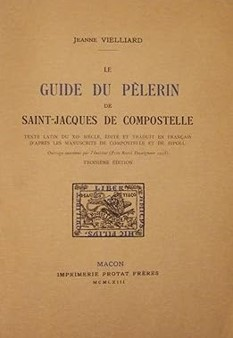 JEANNE VIELLIARD
LE
GUIDE DU PÈLERIN
DE
SAINT-JACQUES DE COMPOSTELLE
TEXTE LATIN DU XIIe SIÈCLE, ÉDITÉ ET TRADUIT EN FRANÇAIS
D'APRÈS LES MANUSCRITS DE COMPOSTELLE ET DE RIPOLL
Ouvrage couronné par l'Institut
TROISIÈME ÉDITION
LIBER
HIC FILIPS
MACON
IMPRIMERIE PROTAT FRÈRES
MCMLXIII